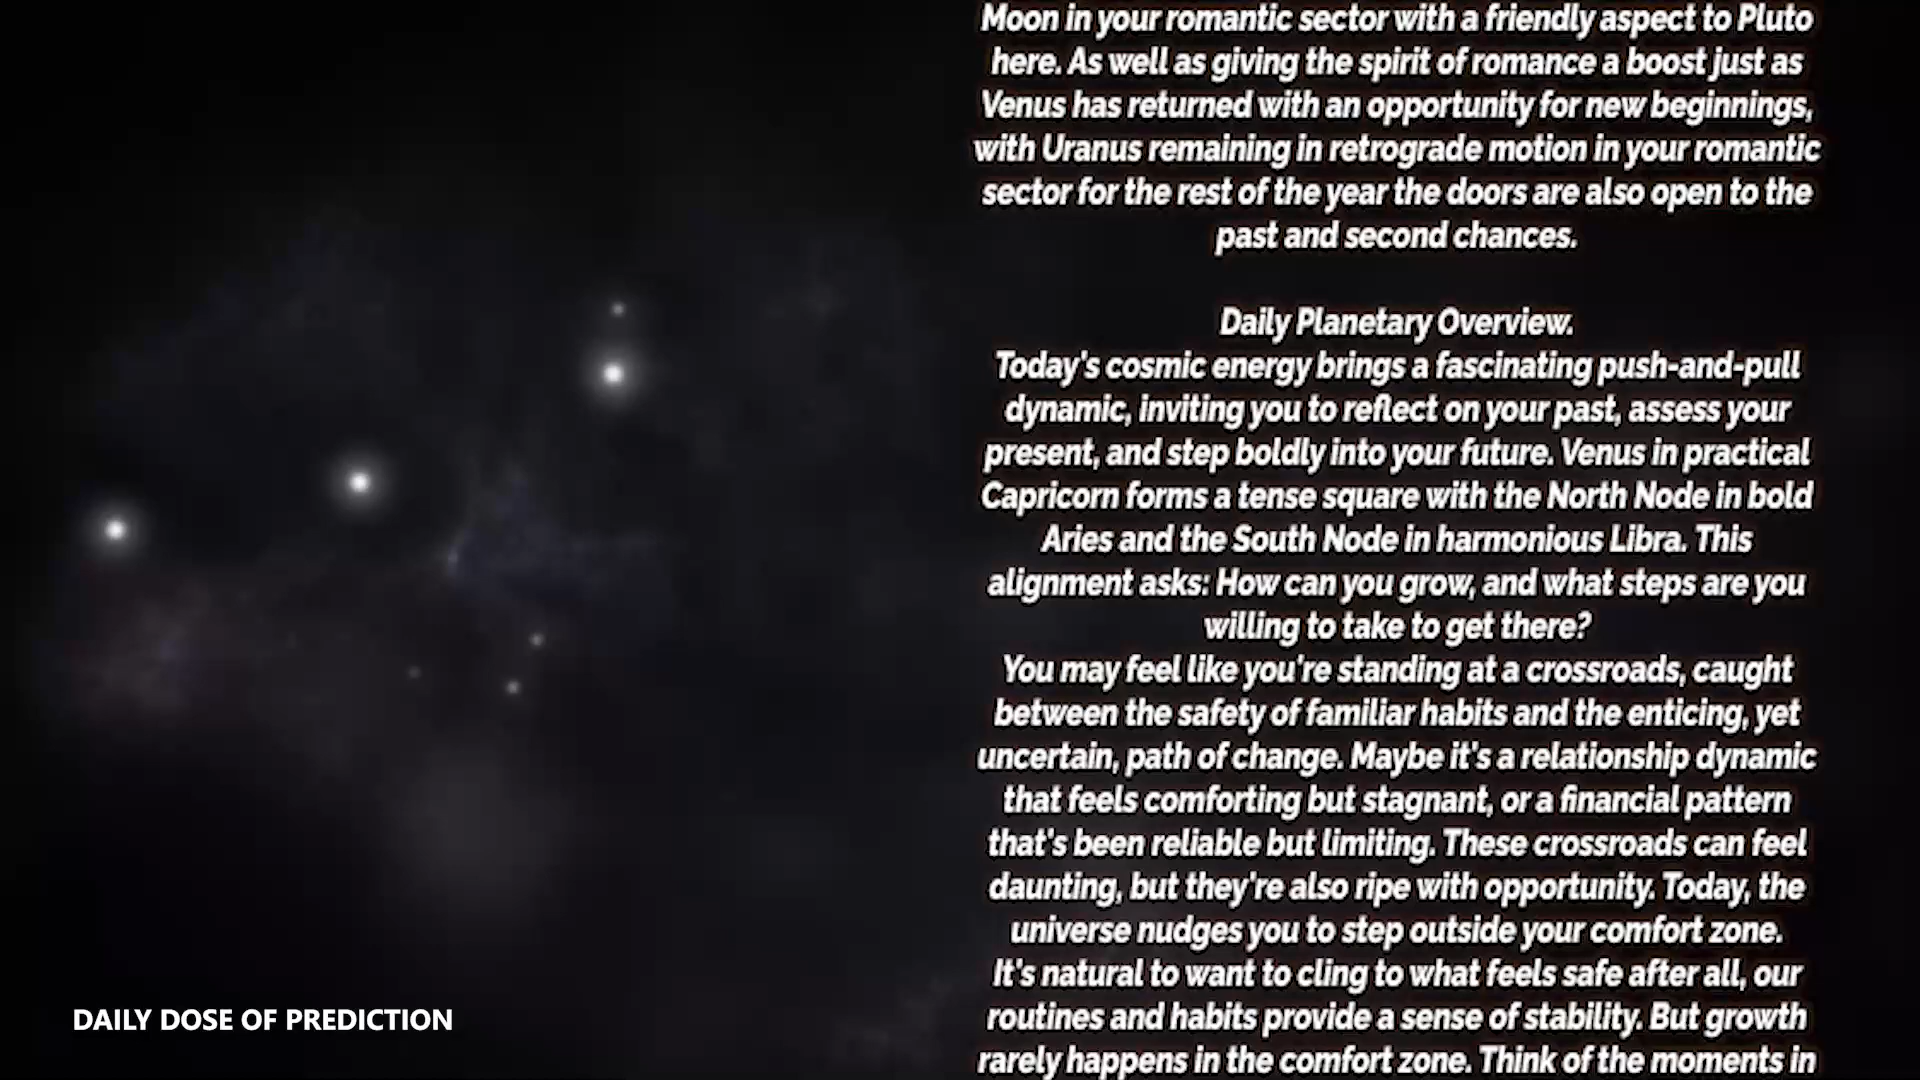 Moon in your romantic sector with a friendly aspect to Pluto
here. As well as giving the spirit of romance a boost just as
Venus has returned with an opportunity for new beginnings,
with Uranus remaining in retrograde motion in your romantic
sector for the rest of the year the doors are also open to the
past and second chances.
Daily Planetary Overview.
Today's cosmic energy brings a fascinating push-and-pull
dynamic, inviting you to reflect on your past, assess your
present, and step boldly into your future. Venus in practical
Capricorn forms a tense square with the North Node in bold
Aries and the South Node in harmonious Libra. This
alignment asks: How can you grow, and what steps are you
willing to take to get there?
You may feel like you're standing at a crossroads, caught
between the safety of familiar habits and the enticing, yet
uncertain, path of change. Maybe it's a relationship dynamic
that feels comforting but stagnant, or a financial pattern
that's been reliable but limiting. These crossroads can feel
daunting, but they're also ripe with opportunity. Today, the
universe nudges you to step outside your comfort zone.
It's natural to want to cling to what feels safe after all, our
routines and habits provide a sense of stability. But growth
rarely happens in the comfort zone. Think of the moments in
DAILY DOSE OF PREDICTION